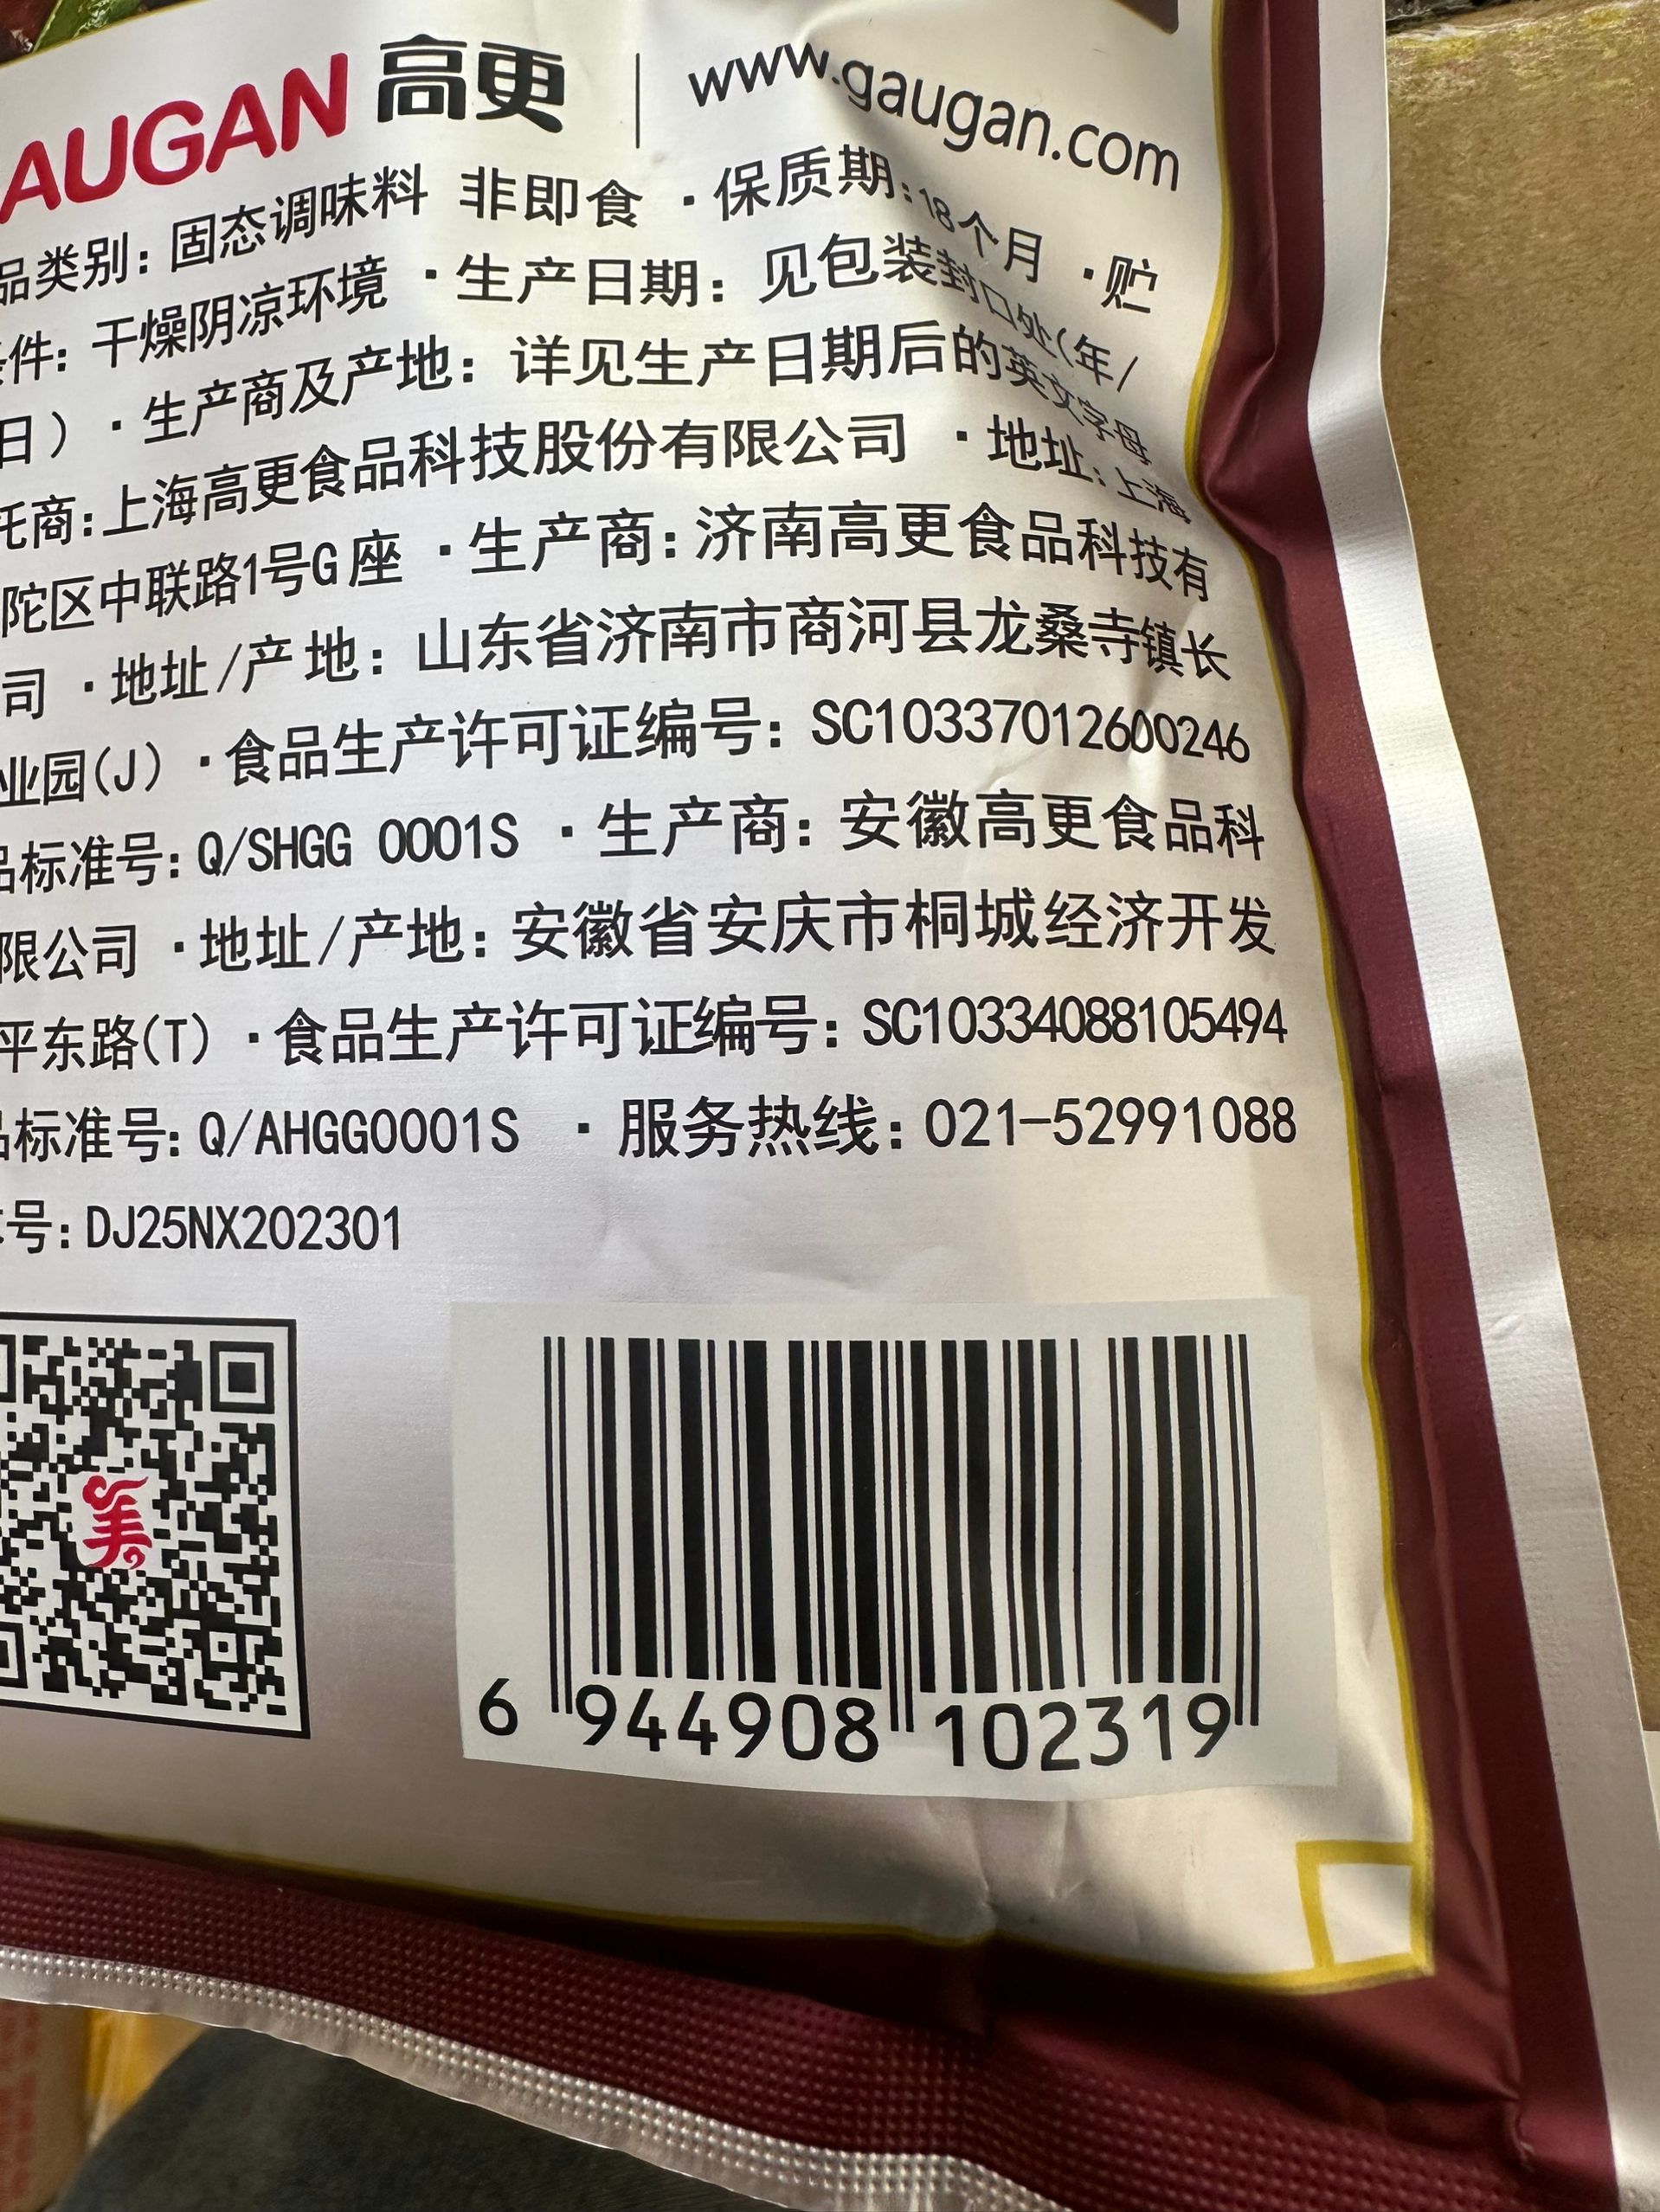 AUGAN 高更 | www.gaugan.com
品类别: 固态调味料 非即食 ·保质期:18个月 ·贮
件: 干燥阴凉环境 ·生产日期: 见包装封口处(年/
日) ·生产商及产地: 详见生产日期后的英文字母
托商:上海高更食品科技股份有限公司 ·地址:上海
陀区中联路1号G座 ·生产商: 济南高更食品科技有
司 ·地址/产地: 山东省济南市商河县龙桑寺镇长
业园(J) ·食品生产许可证编号: SC10337012600246
品标准号: Q/SHGG 0001S ·生产商: 安徽高更食品科
限公司 ·地址/产地: 安徽省安庆市桐城经济开发
平东路(T) ·食品生产许可证编号: SC10334088105494
品标准号: Q/AHGG0001S ·服务热线: 021-52991088
号: DJ25NX202301
美
6 944908 102319